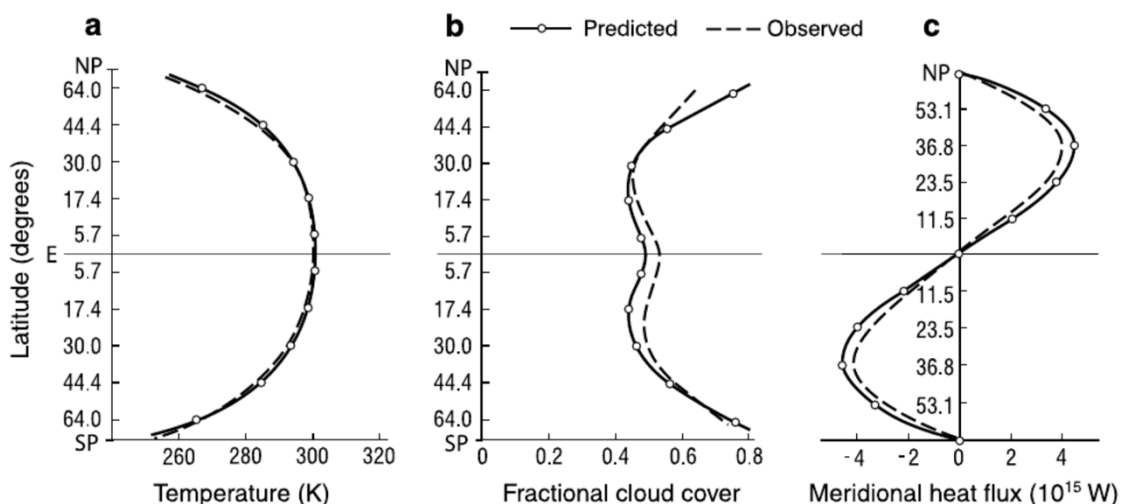 a
b
Predicted
Observed
c
Latitude (degrees)
NP
64.0
44.4
30.0
17.4
5.7
E
5.7
17.4
30.0
44.4
64.0
SP
260 280 300 320
Temperature (K)
NP
64.0
44.4
30.0
17.4
5.7
5.7
17.4
30.0
44.4
64.0
SP
0 0.2 0.4 0.6 0.8
Fractional cloud cover
NP
53.1
36.8
23.5
11.5
11.5
23.5
36.8
53.1
-4 -2 0 2 4
Meridional heat flux (10¹⁵ W)